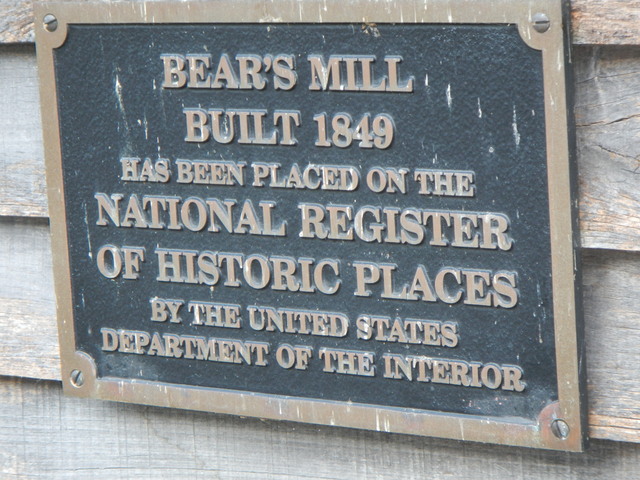 BEAR'S MILL
BUILT 1849
HAS BEEN PLACED ON THE
NATIONAL REGISTER
OF HISTORIC PLACES
BY THE UNITED STATES
DEPARTMENT OF THE INTERIOR